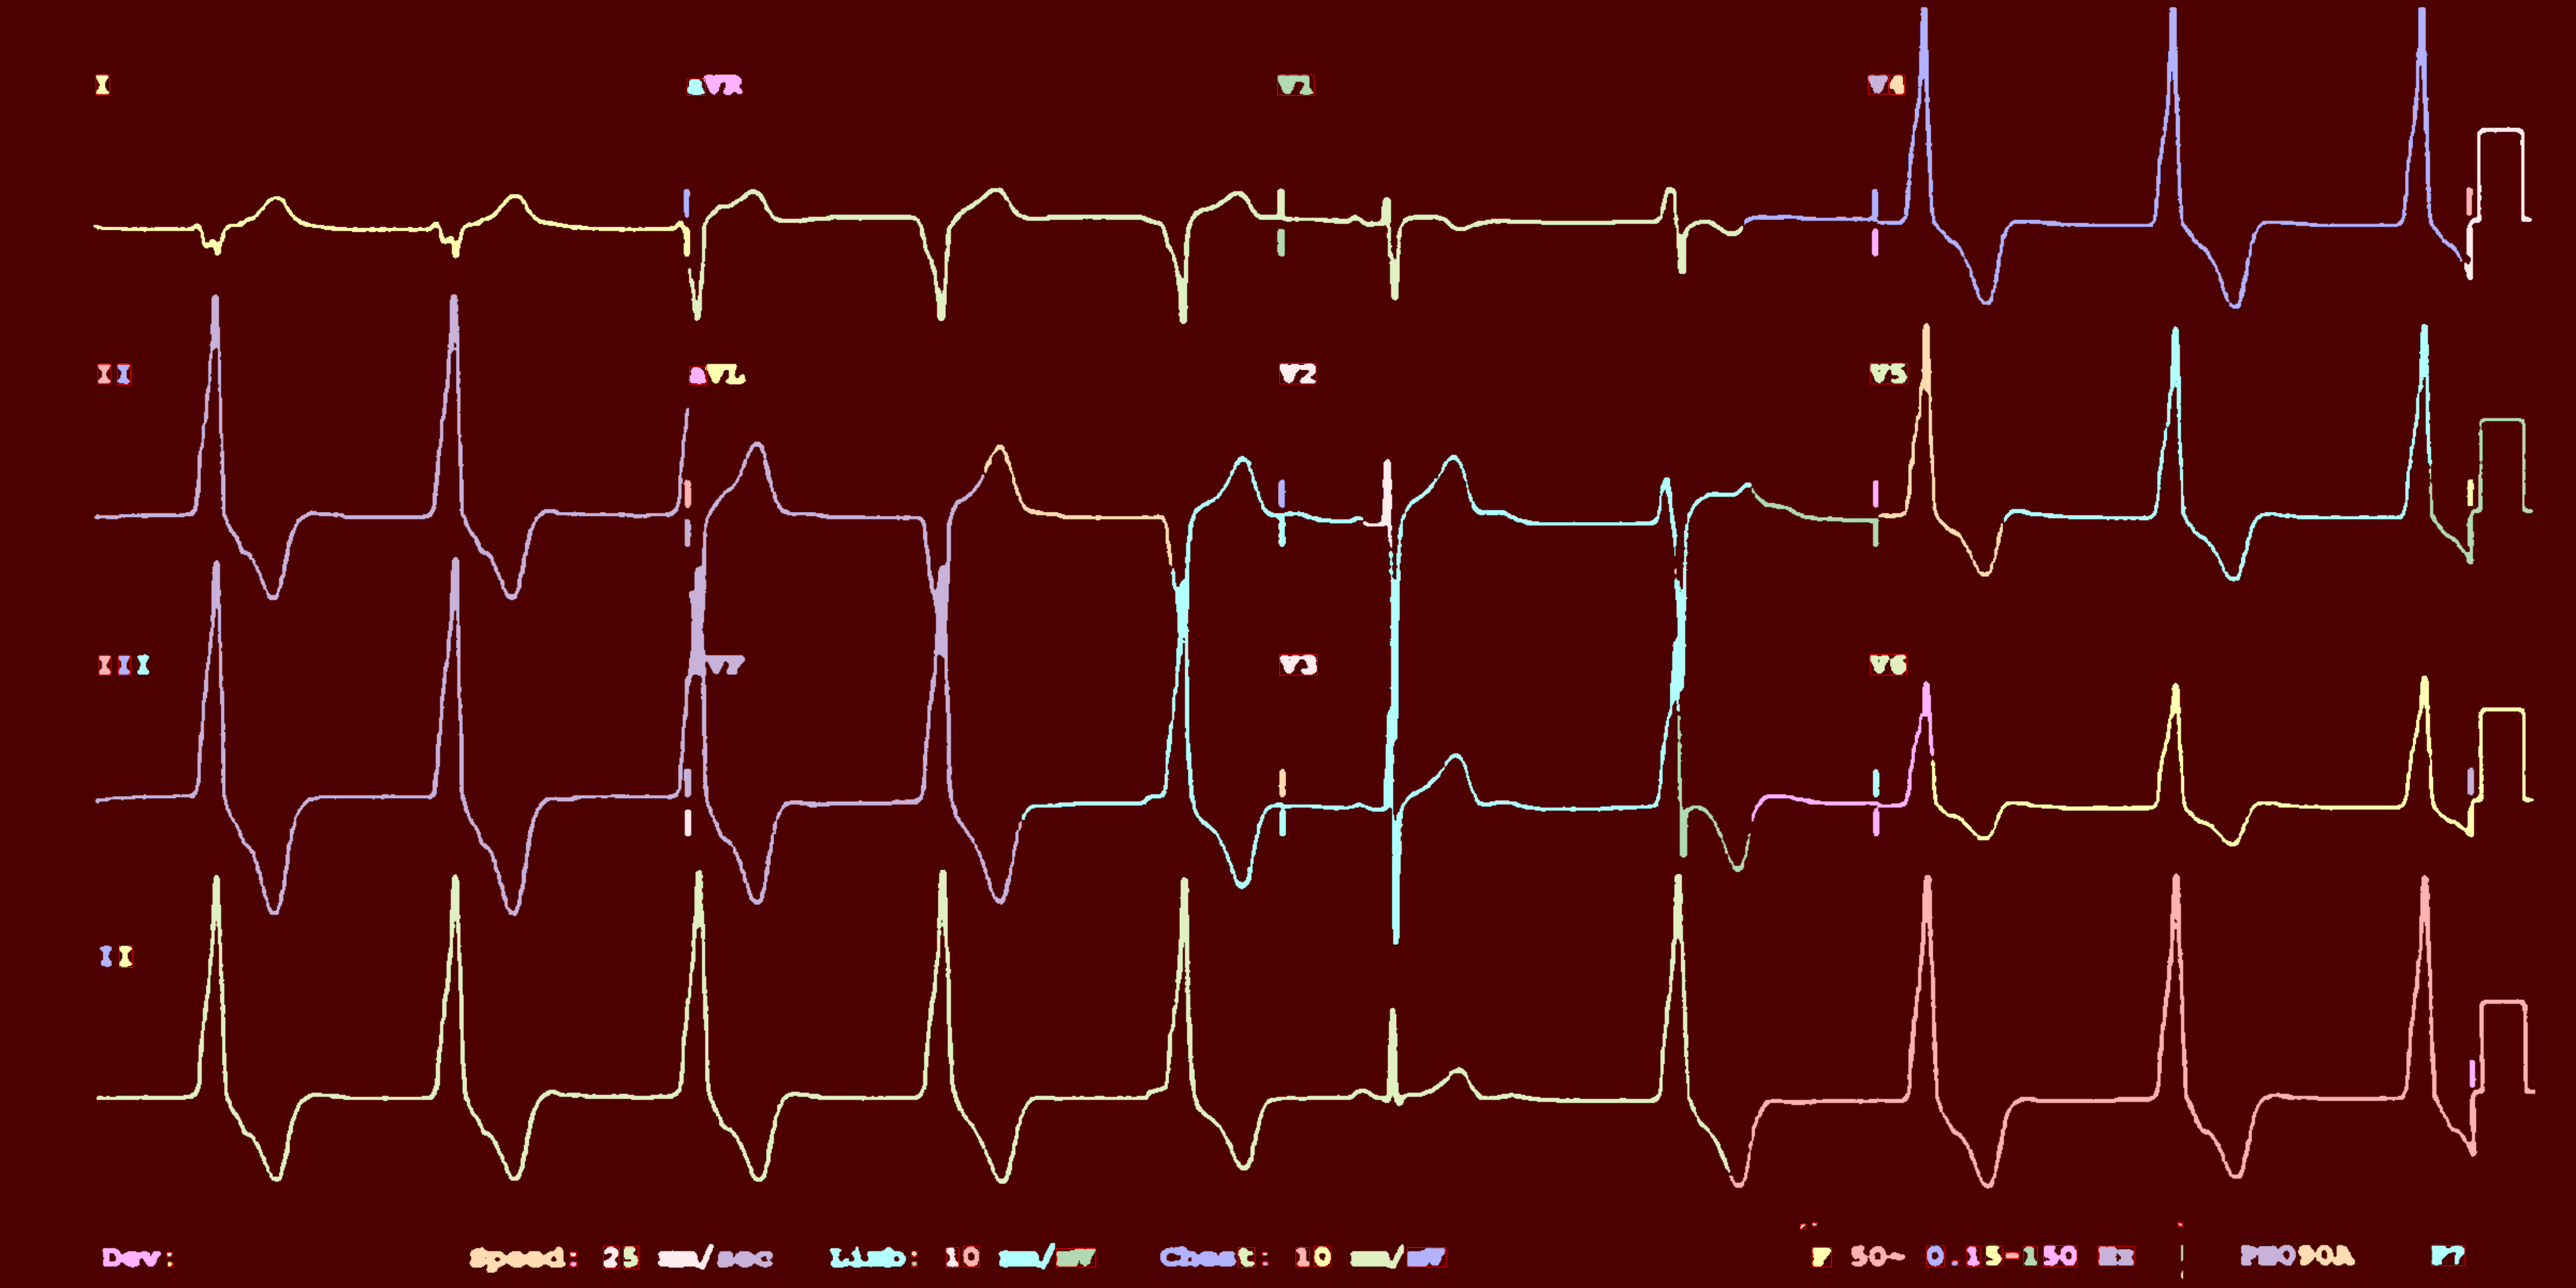 I aVR V1 V4
II aVL V2 V5
III VF V3 V6
II
Dev: Speed: 25 mm/sec Limb: 10 mm/mV Chest: 10 mm/mV F 50~ 0.15-150 Hz PH090A P?